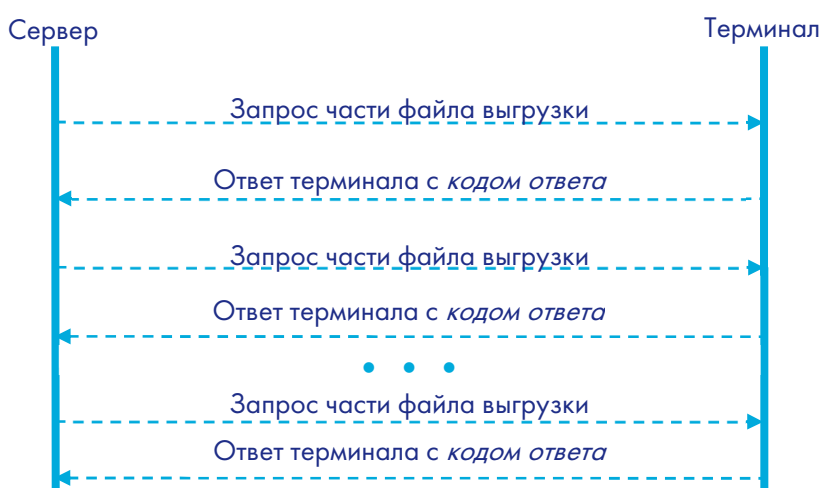 Сервер
Терминал
Запрос части файла выгрузки
Ответ терминала с кодом ответа
Запрос части файла выгрузки
Ответ терминала с кодом ответа
• • •
Запрос части файла выгрузки
Ответ терминала с кодом ответа